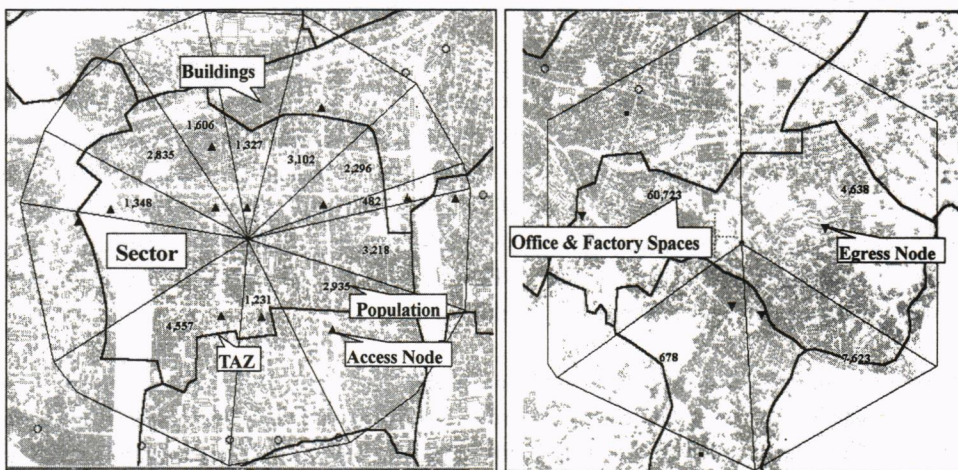 Buildings
1,606
1,327
2,835
3,102
2,296
1,348
482
Sector
3,218
2,935
Population
1,231
4,557
TAZ
Access Node
60,723
4,638
Office & Factory Spaces
Egress Node
678
7,623